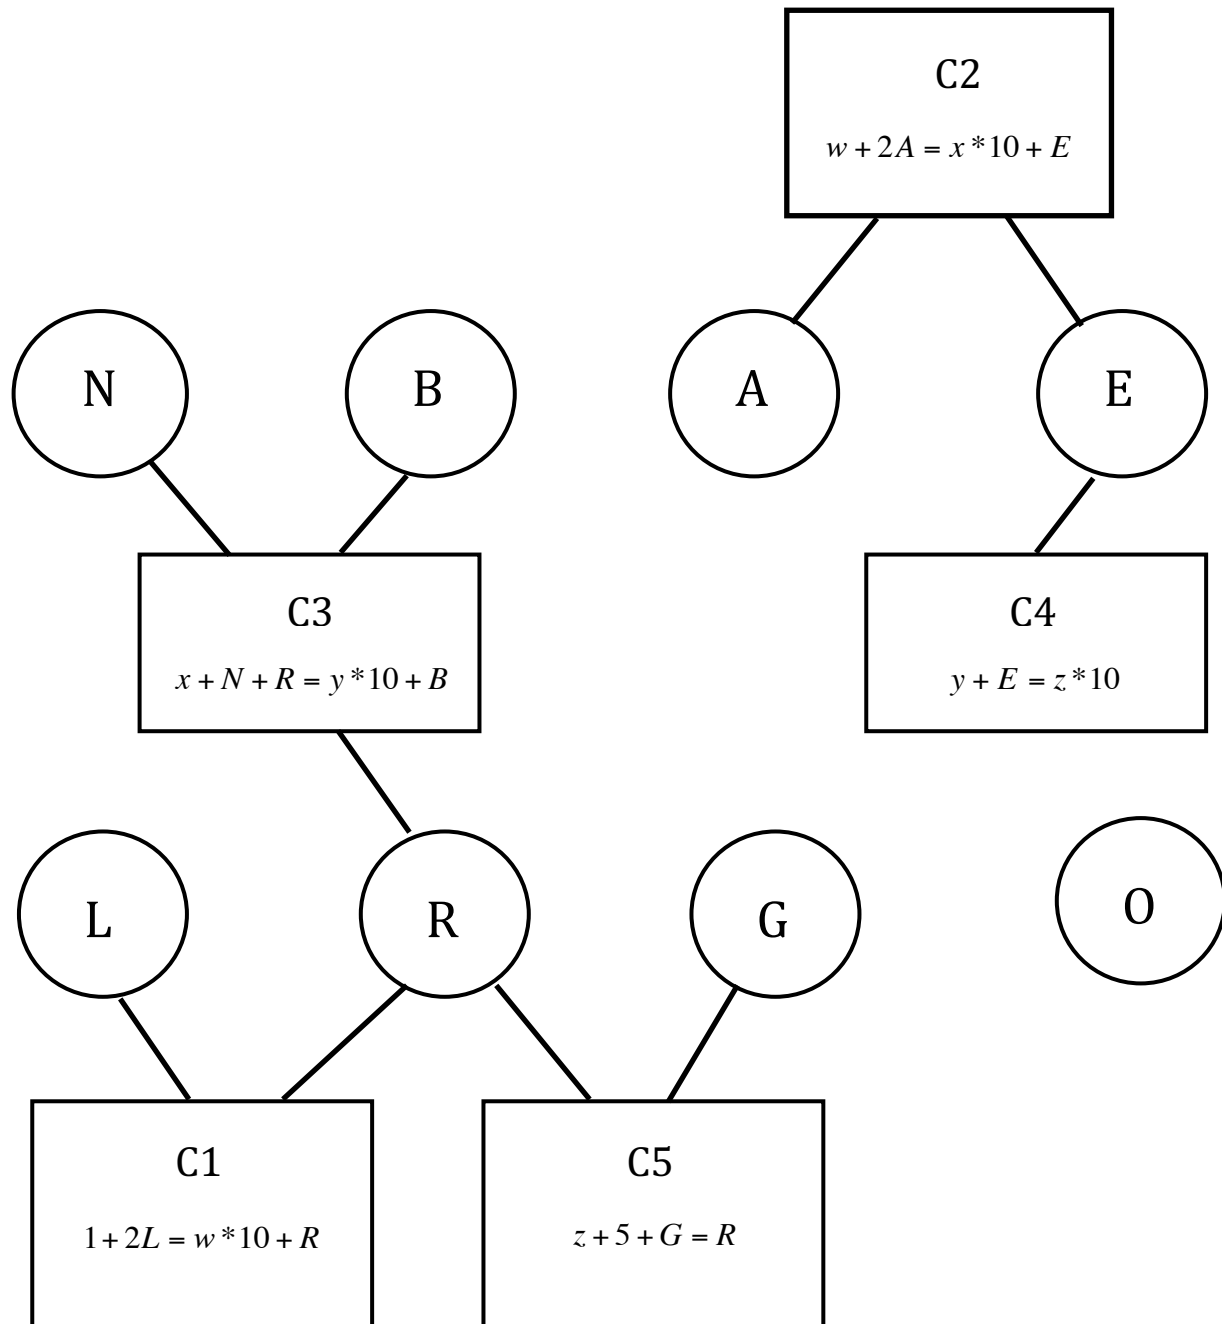 C2
w + 2A = x * 10 + E
N
B
A
E
C3
x + N + R = y * 10 + B
C4
y + E = z * 10
L
R
G
O
C1
1 + 2L = w * 10 + R
C5
z + 5 + G = R